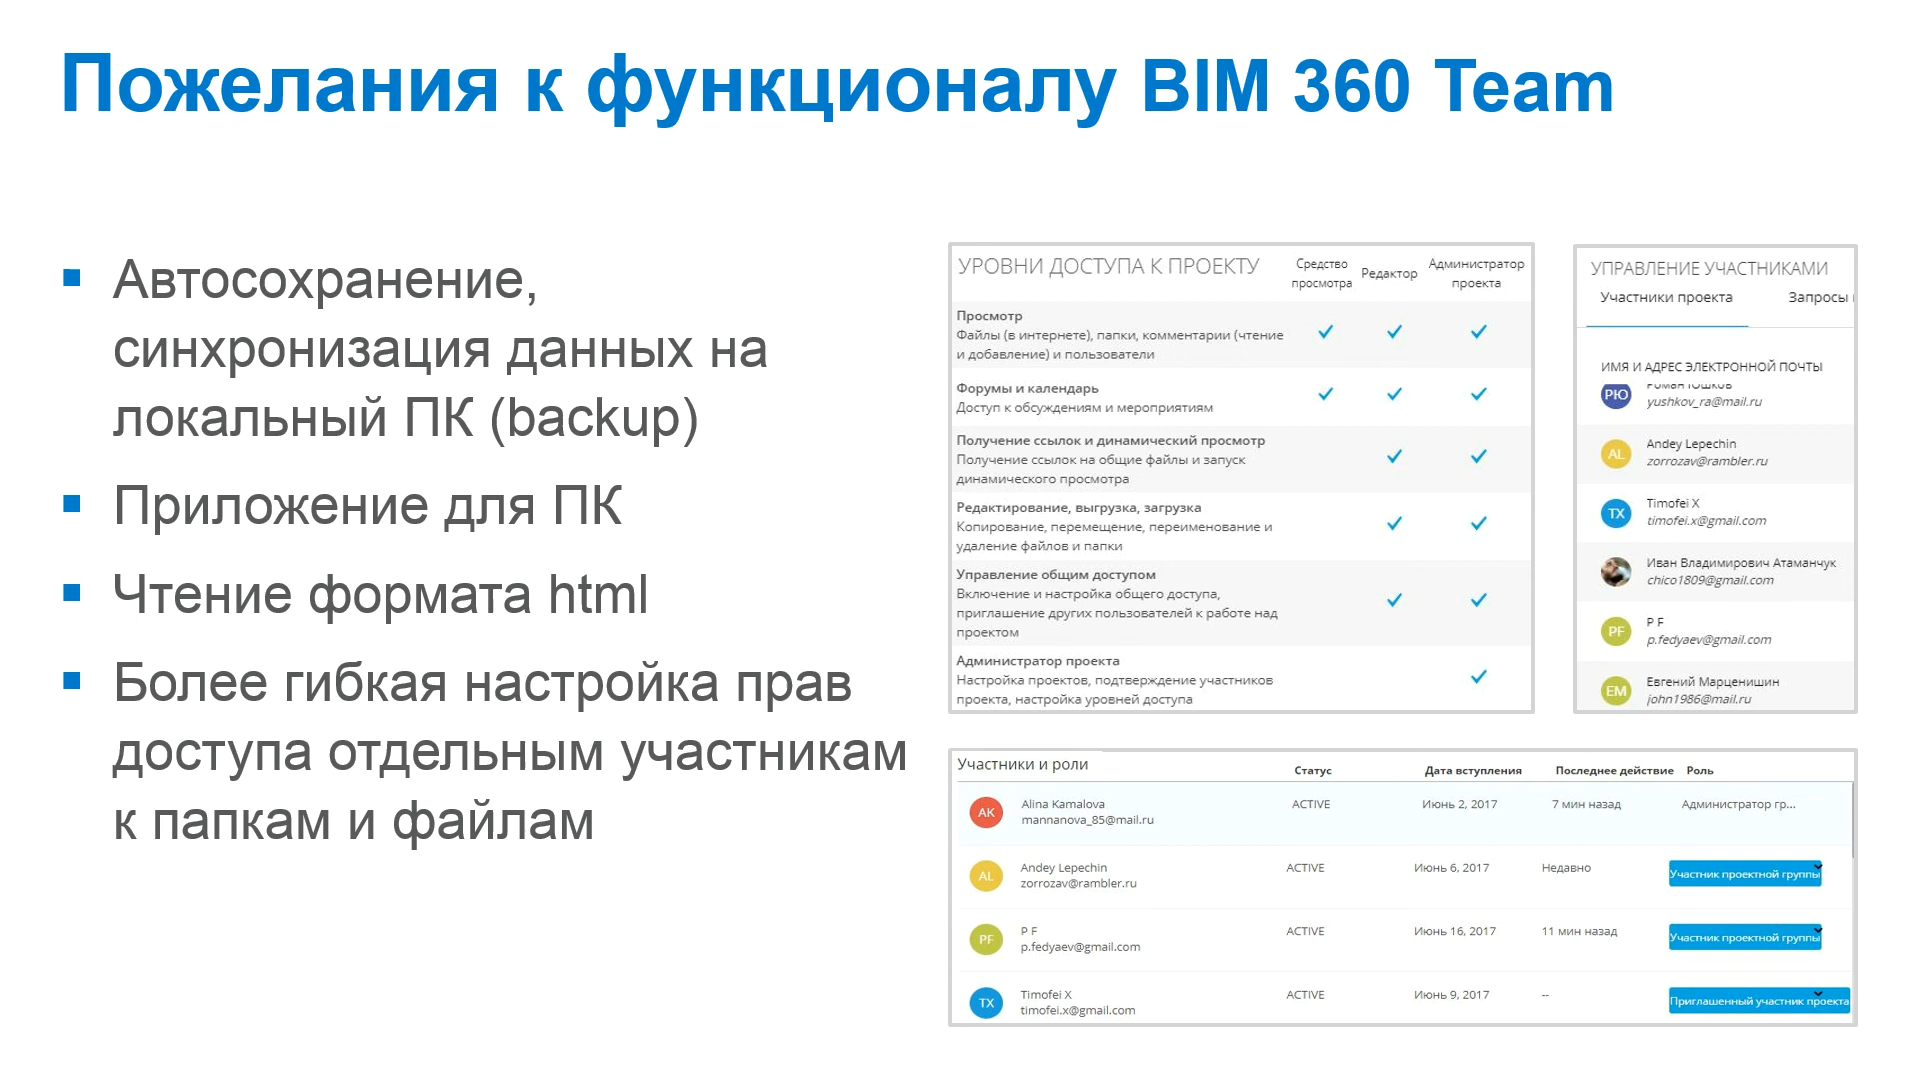 Пожелания к функционалу BIM 360 Team
Автосохранение,
синхронизация данных на
локальный ПК (backup)
Приложение для ПК
Чтение формата html
Более гибкая настройка прав
доступа отдельным участникам
к папкам и файлам
УРОВНИ ДОСТУПА К ПРОЕКТУ
Средство
просмотра
Редактор
Администратор
проекта
Просмотр
Файлы (в интернете), папки, комментарии (чтение
и добавление) и пользователи
Форумы и календарь
Доступ к обсуждениям и мероприятиям
Получение ссылок и динамический просмотр
Получение ссылок на общие файлы и запуск
динамического просмотра
Редактирование, выгрузка, загрузка
Копирование, перемещение, переименование и
удаление файлов и папки
Управление общим доступом
Включение и настройка общего доступа,
приглашение других пользователей к работе над
проектом
Администратор проекта
Настройка проектов, подтверждение участников
проекта, настройка уровней доступа
УПРАВЛЕНИЕ УЧАСТНИКАМИ
Участники проекта Запросы
ИМЯ И АДРЕС ЭЛЕКТРОННОЙ ПОЧТЫ
РЮ
Роман Юшков
yushkov_ra@mail.ru
AL
Andey Lepechin
zorrozav@rambler.ru
TX
Timofei X
timofei.x@gmail.com
Иван Владимирович Атаманчук
chico1809@gmail.com
PF
P F
p.fedyaev@gmail.com
EM
Евгений Марценишин
john1986@mail.ru
Участники и роли
Статус Дата вступления Последнее действие Роль
AK
Alina Kamalova
mannanova_85@mail.ru
ACTIVE Июнь 2, 2017 7 мин назад Администратор гр...
AL
Andey Lepechin
zorrozav@rambler.ru
ACTIVE Июнь 6, 2017 Недавно Участник проектной группы
PF
P F
p.fedyaev@gmail.com
ACTIVE Июнь 16, 2017 11 мин назад Участник проектной группы
TX
Timofei X
timofei.x@gmail.com
ACTIVE Июнь 9, 2017 -- Приглашенный участник проекта